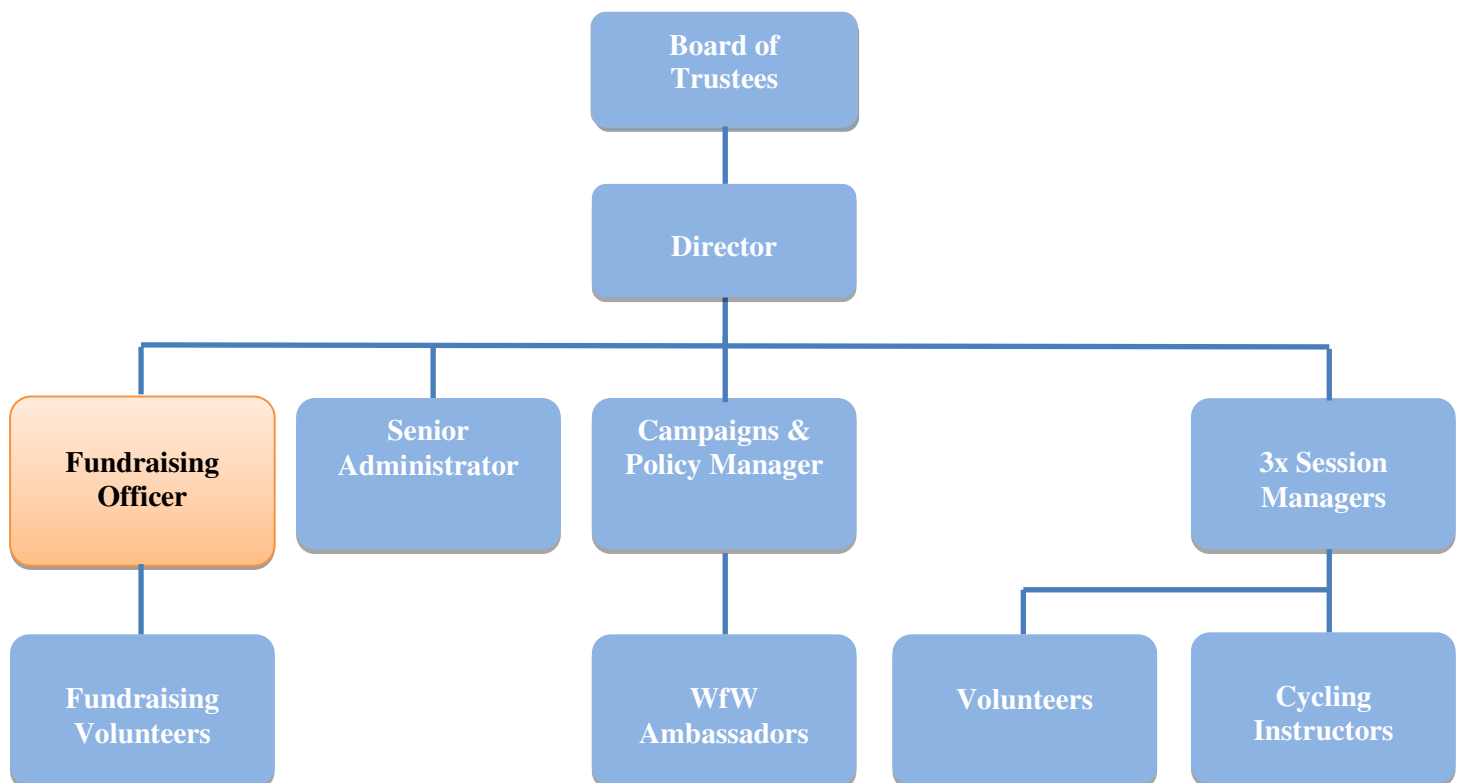 Board of
Trustees
Director
Fundraising
Officer
Senior
Administrator
Campaigns &
Policy Manager
3x Session
Managers
Fundraising
Volunteers
WfW
Ambassadors
Volunteers
Cycling
Instructors